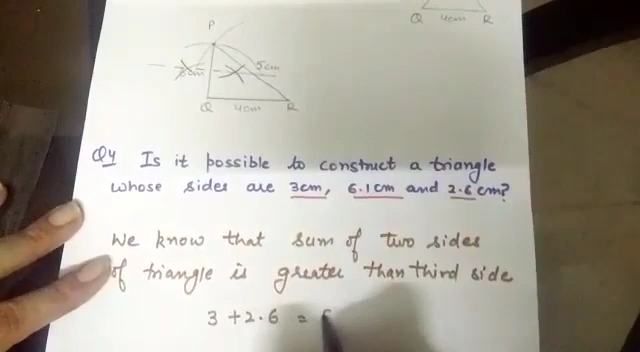 Q 4cm R
P
3cm 5cm
Q 4cm R
Q4 Is it possible to construct a triangle
whose sides are 3cm, 6.1cm and 2.6cm?
We know that sum of two sides
of triangle is greater than third side
3 + 2.6 =